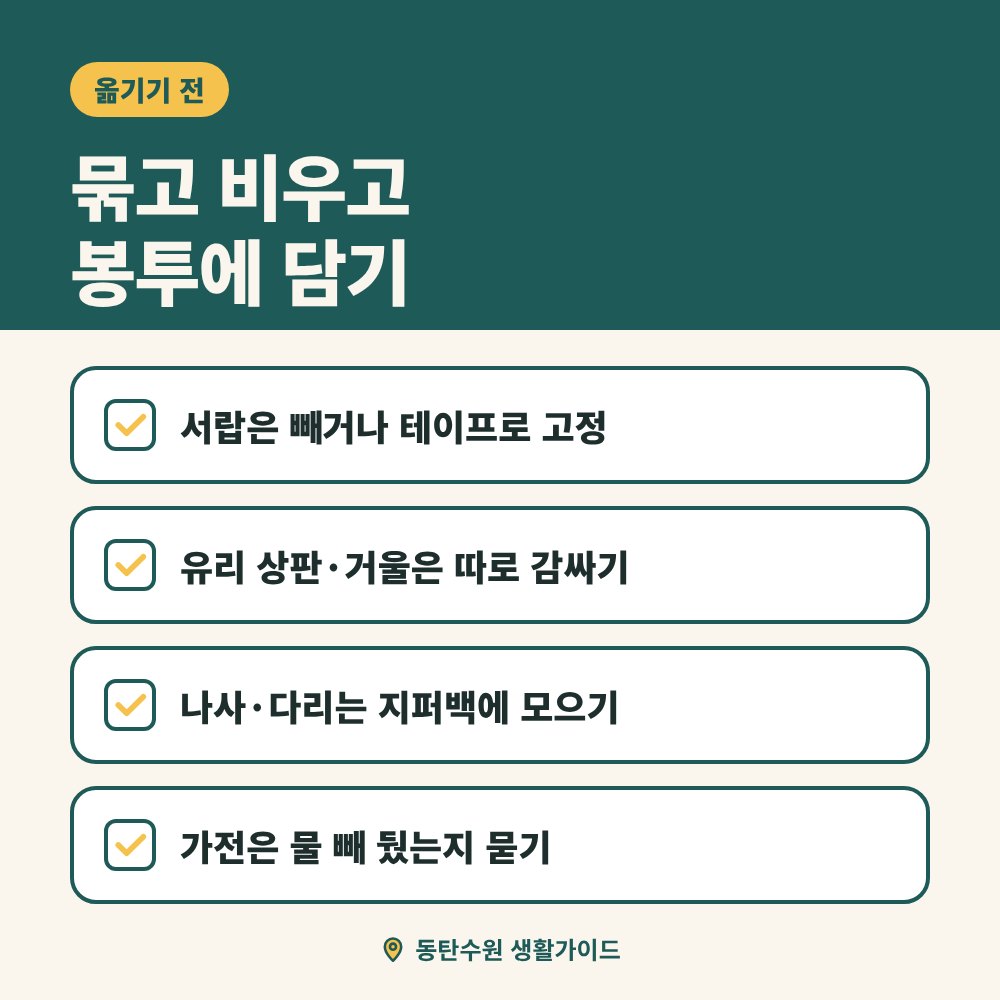 옮기기 전
묶고 비우고
봉투에 담기
서랍은 빼거나 테이프로 고정
유리 상판·거울은 따로 감싸기
나사·다리는 지퍼백에 모으기
가전은 물 빼 뒀는지 묻기
동탄수원 생활가이드